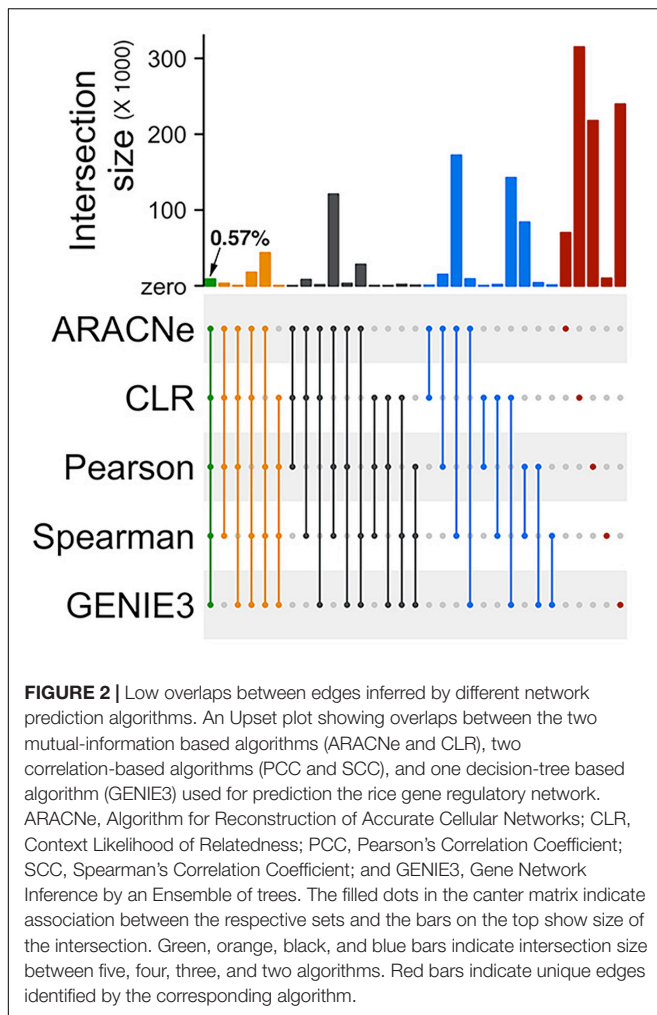 Intersection
size (X 1000)
300
200
100
zero
0.57%
ARACNe
CLR
Pearson
Spearman
GENIE3
FIGURE 2 | Low overlaps between edges inferred by different network
prediction algorithms. An Upset plot showing overlaps between the two
mutual-information based algorithms (ARACNe and CLR), two
correlation-based algorithms (PCC and SCC), and one decision-tree based
algorithm (GENIE3) used for prediction the rice gene regulatory network.
ARACNe, Algorithm for Reconstruction of Accurate Cellular Networks; CLR,
Context Likelihood of Relatedness; PCC, Pearson's Correlation Coefficient;
SCC, Spearman's Correlation Coefficient; and GENIE3, Gene Network
Inference by an Ensemble of trees. The filled dots in the canter matrix indicate
association between the respective sets and the bars on the top show size of
the intersection. Green, orange, black, and blue bars indicate intersection size
between five, four, three, and two algorithms. Red bars indicate unique edges
identified by the corresponding algorithm.